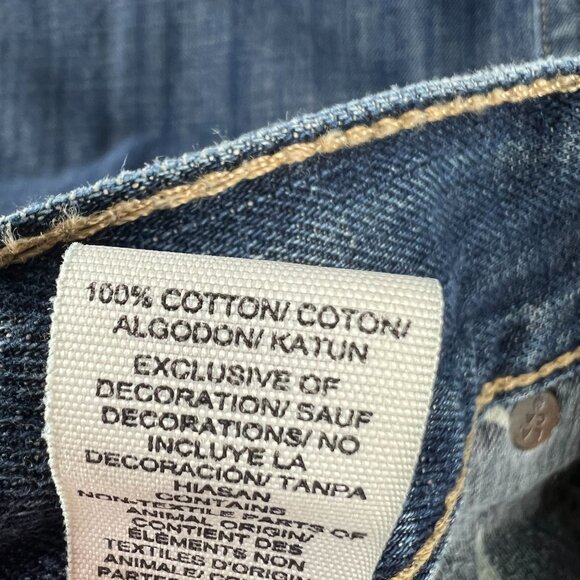 100% COTTON/ COTON/
ALGODON/ KATUN
EXCLUSIVE OF
DECORATION/ SAUF
DECORATIONS/ NO
INCLUYE LA
DECORACIÓN/ TANPA
HIASAN
CONTAINS
NON-TEXTILE PARTS OF
ANIMAL ORIGIN/
CONTIENT DES
ÉLÉMENTS NON
TEXTILES D'ORIGINE
ANIMALE/